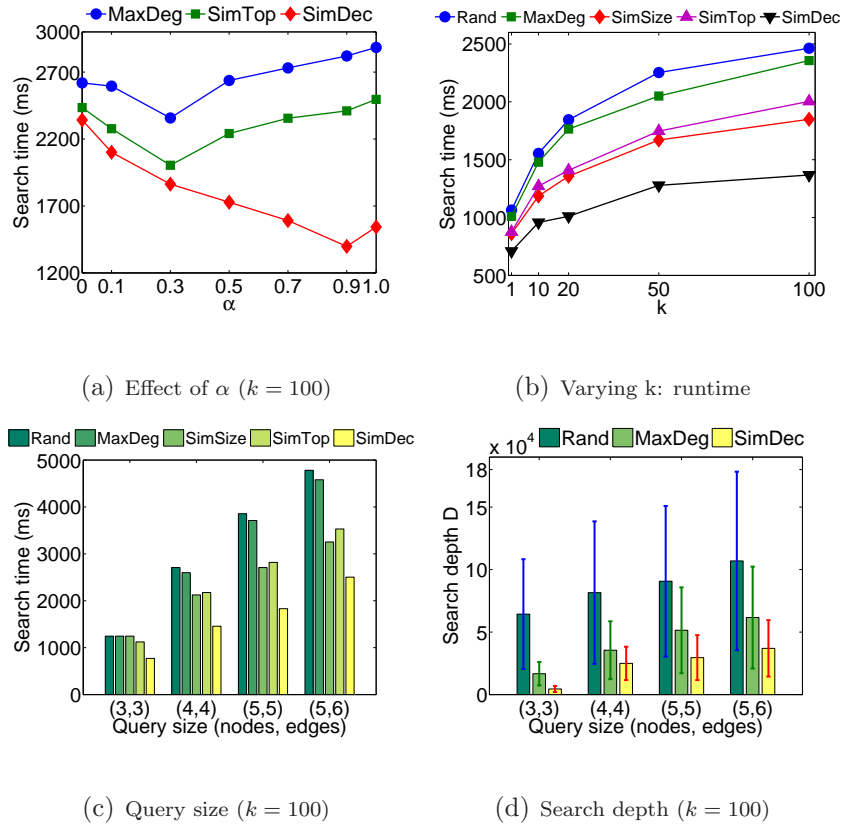 MaxDeg SimTop SimDec
3000
2700
2200
1700
1200
Search time (ms)
0 0.1 0.3 0.5 0.7 0.9 1.0
α
(a) Effect of α (k = 100)
Rand MaxDeg SimSize SimTop SimDec
2500
2000
1500
1000
500
Search time (ms)
1 10 20 50 100
k
(b) Varying k: runtime
Rand MaxDeg SimSize SimTop SimDec
5000
4000
3000
2000
1000
0
Search time (ms)
(3,3) (4,4) (5,5) (5,6)
Query size (nodes, edges)
(c) Query size (k = 100)
x 10⁴
Rand MaxDeg SimDec
18
15
10
5
0
Search depth D
(3,3) (4,4) (5,5) (5,6)
Query size (nodes, edges)
(d) Search depth (k = 100)